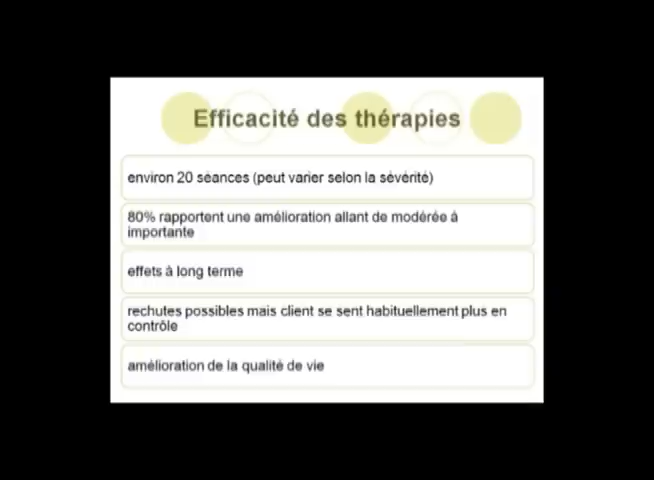 Efficacité des thérapies
environ 20 séances (peut varier selon la sévérité)
80% rapportent une amélioration allant de modérée à
importante
effets à long terme
rechutes possibles mais client se sent habituellement plus en
contrôle
amélioration de la qualité de vie